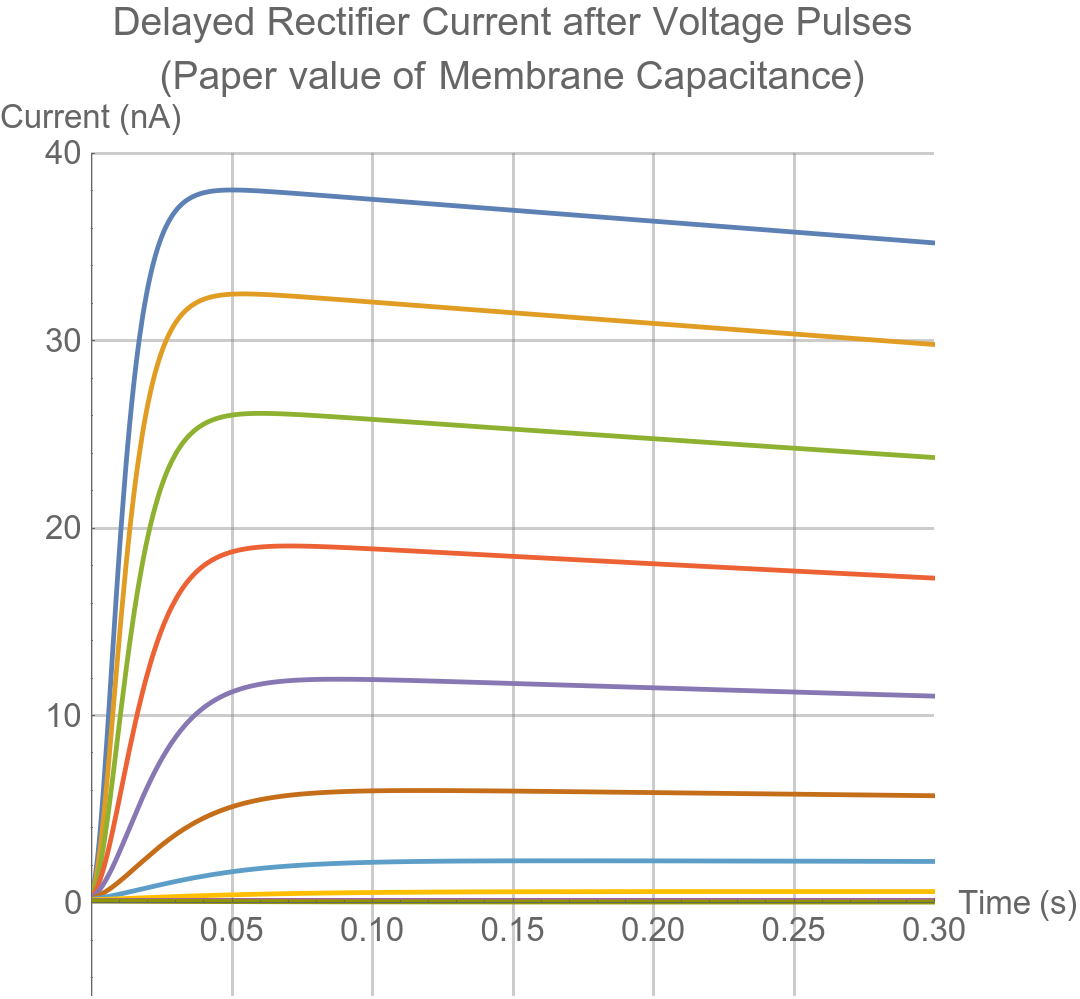 Delayed Rectifier Current after Voltage Pulses
(Paper value of Membrane Capacitance)
Current (nA)
40
30
20
10
0
Time (s)
0.05 0.10 0.15 0.20 0.25 0.30